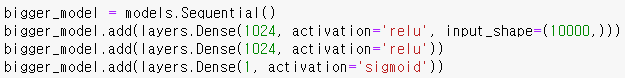 bigger_model = models.Sequential()
bigger_model.add(layers.Dense(1024, activation='relu', input_shape=(10000,)))
bigger_model.add(layers.Dense(1024, activation='relu'))
bigger_model.add(layers.Dense(1, activation='sigmoid'))